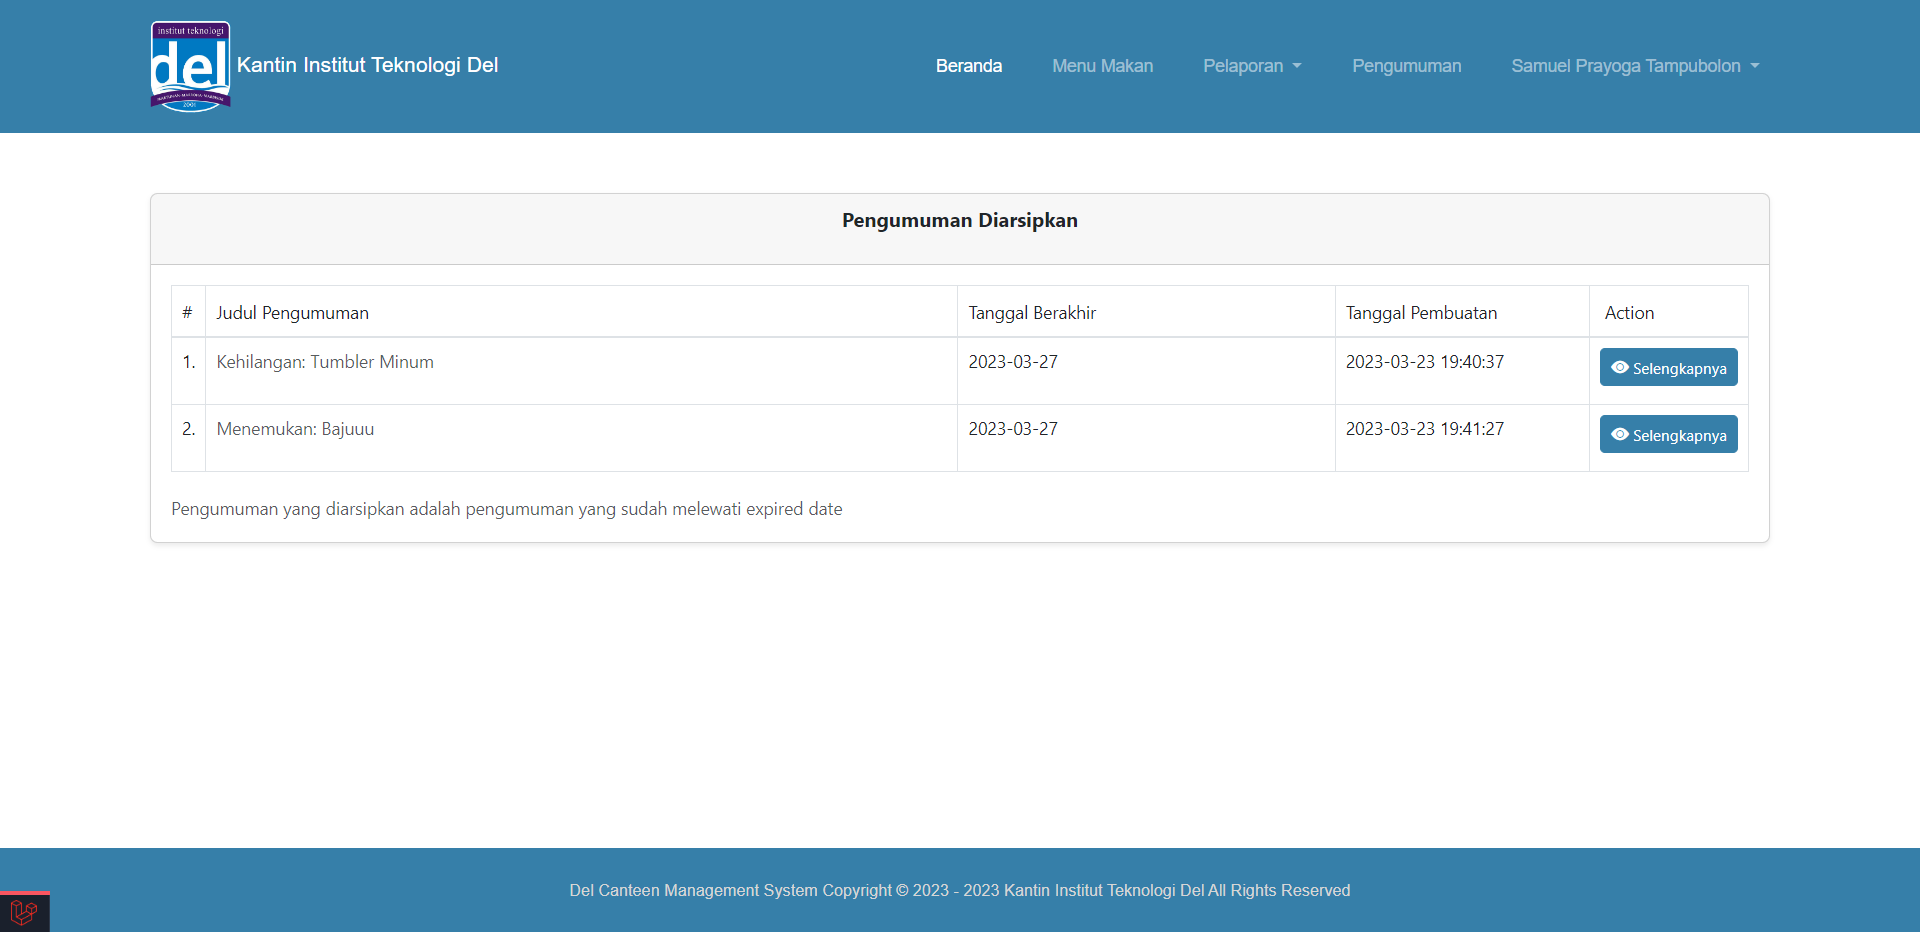 institut teknologi
del
2001
Kantin Institut Teknologi Del
Beranda
Menu Makan
Pelaporan
Pengumuman
Samuel Prayoga Tampubolon
Pengumuman Diarsipkan
# Judul Pengumuman Tanggal Berakhir Tanggal Pembuatan Action
1. Kehilangan: Tumbler Minum 2023-03-27 2023-03-23 19:40:37 Selengkapnya
2. Menemukan: Bajuuu 2023-03-27 2023-03-23 19:41:27 Selengkapnya
Pengumuman yang diarsipkan adalah pengumuman yang sudah melewati expired date
Del Canteen Management System Copyright © 2023 - 2023 Kantin Institut Teknologi Del All Rights Reserved